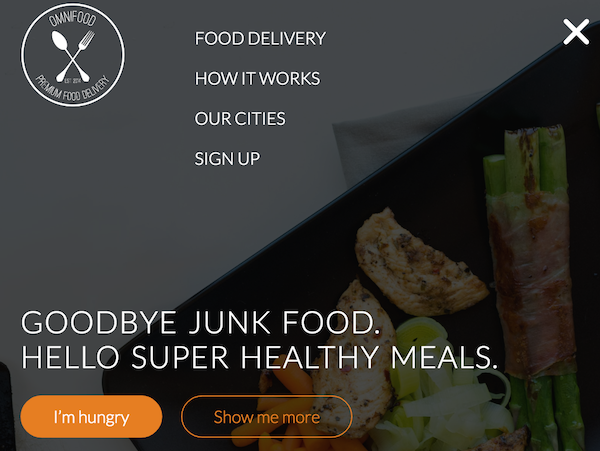 OMNIFOOD
EST. 2014
PREMIUM FOOD DELIVERY
FOOD DELIVERY
HOW IT WORKS
OUR CITIES
SIGN UP
GOODBYE JUNK FOOD.
HELLO SUPER HEALTHY MEALS.
I'm hungry
Show me more